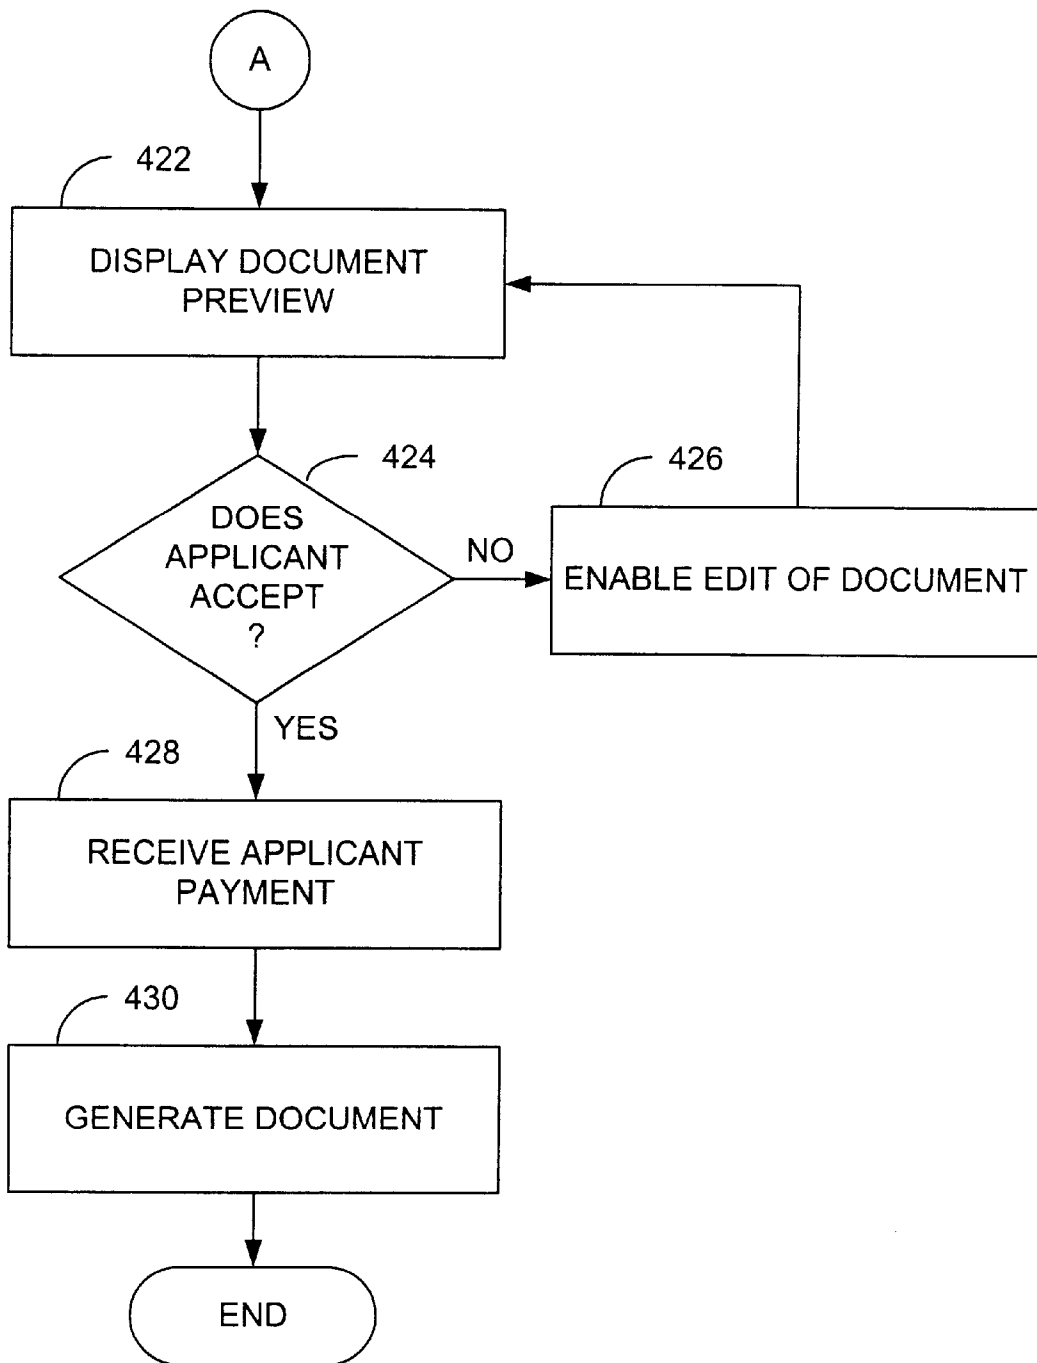 A
422
DISPLAY DOCUMENT
PREVIEW
424
DOES
APPLICANT
ACCEPT
?
NO
426
ENABLE EDIT OF DOCUMENT
YES
428
RECEIVE APPLICANT
PAYMENT
430
GENERATE DOCUMENT
END